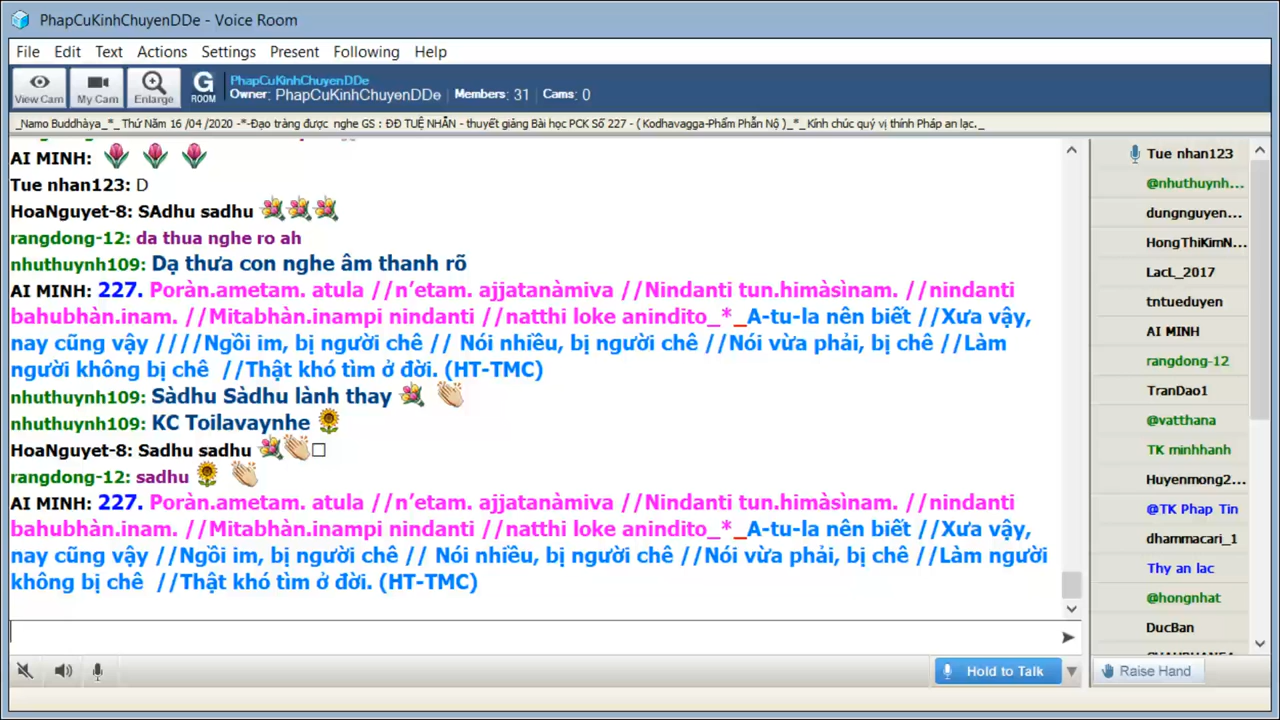 PhapCuKinhChuyenDDe - Voice Room
File Edit Text Actions Settings Present Following Help
View Cam My Cam Enlarge G ROOM
PhapCuKinhChuyenDDe
Owner: PhapCuKinhChuyenDDe Members: 31 Cams: 0
_Namo Buddhàya_*_ Thứ Năm 16 /04 /2020 -*-Đạo tràng được nghe GS : ĐĐ TUỆ NHÂN - thuyết giảng Bài học PCK Số 227 - ( Kodhavagga-Phẩm Phẫn Nộ )_*_ Kính chúc quý vị thính Pháp an lạc._
AI MINH:
Tue nhan123: D
HoaNguyet-8: SAdhu sadhu
rangdong-12: da thua nghe ro ah
nhuthuynh109: Dạ thưa con nghe âm thanh rõ
AI MINH: 227. Poràn.ametam. atula //n’etam. ajjatanàmiva //Nindanti tun.himàsìnam. //nindanti
bahubhàn.inam. //Mitabhàn.inampi nindanti //natthi loke anindito_*_A-tu-la nên biết //Xưa vậy,
nay cũng vậy ////Ngồi im, bị người chê // Nói nhiều, bị người chê //Nói vừa phải, bị chê //Làm
người không bị chê //Thật khó tìm ở đời. (HT-TMC)
nhuthuynh109: Sàdhu Sàdhu lành thay
nhuthuynh109: KC Toilavaynhe
HoaNguyet-8: Sadhu sadhu
rangdong-12: sadhu
AI MINH: 227. Poràn.ametam. atula //n’etam. ajjatanàmiva //Nindanti tun.himàsìnam. //nindanti
bahubhàn.inam. //Mitabhàn.inampi nindanti //natthi loke anindito_*_A-tu-la nên biết //Xưa vậy,
nay cũng vậy //Ngồi im, bị người chê // Nói nhiều, bị người chê //Nói vừa phải, bị chê //Làm người
không bị chê //Thật khó tìm ở đời. (HT-TMC)
Hold to Talk
Tue nhan123
@nhuthuynh...
dungnguyen...
HongThiKimN...
LacL_2017
tntueduyen
AI MINH
rangdong-12
TranDao1
@vatthana
TK minhhanh
Huyenmong2...
@TK Phap Tin
dhammacari_1
Thy an lac
@hongnhat
DucBan
Raise Hand